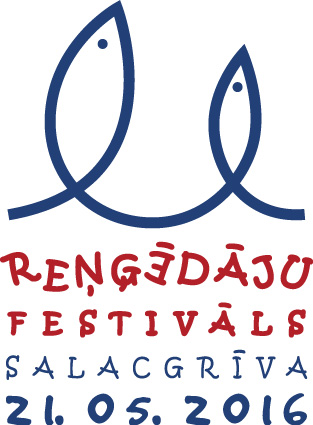 REŅĢĒDĀJU
FESTIVĀLS
SALACGRĪVA
21. 05. 2016